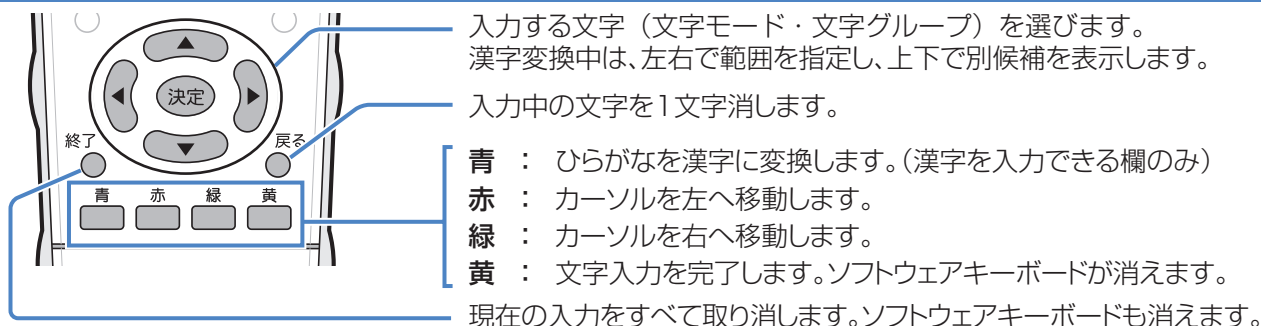 入力する文字（文字モード・文字グループ）を選びます。
漢字変換中は、左右で範囲を指定し、上下で別候補を表示します。
決定
入力中の文字を1文字消します。
終了
戻る
青 赤 緑 黄
青 ： ひらがなを漢字に変換します。（漢字を入力できる欄のみ）
赤 ： カーソルを左へ移動します。
緑 ： カーソルを右へ移動します。
黄 ： 文字入力を完了します。ソフトウェアキーボードが消えます。
現在の入力をすべて取り消します。ソフトウェアキーボードも消えます。